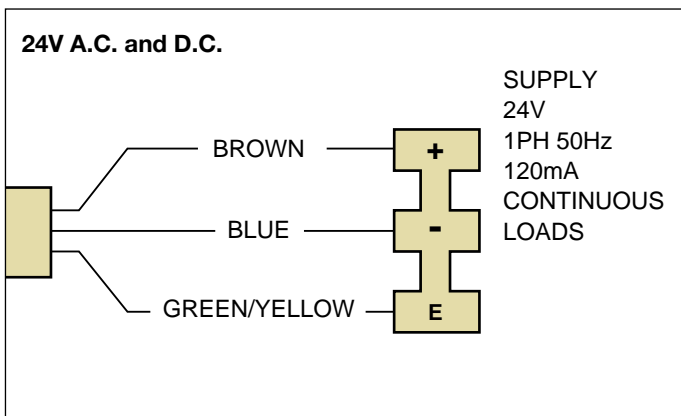 24V A.C. and D.C.
BROWN
+
BLUE
-
GREEN/YELLOW
E
SUPPLY
24V
1PH 50Hz
120mA
CONTINUOUS
LOADS